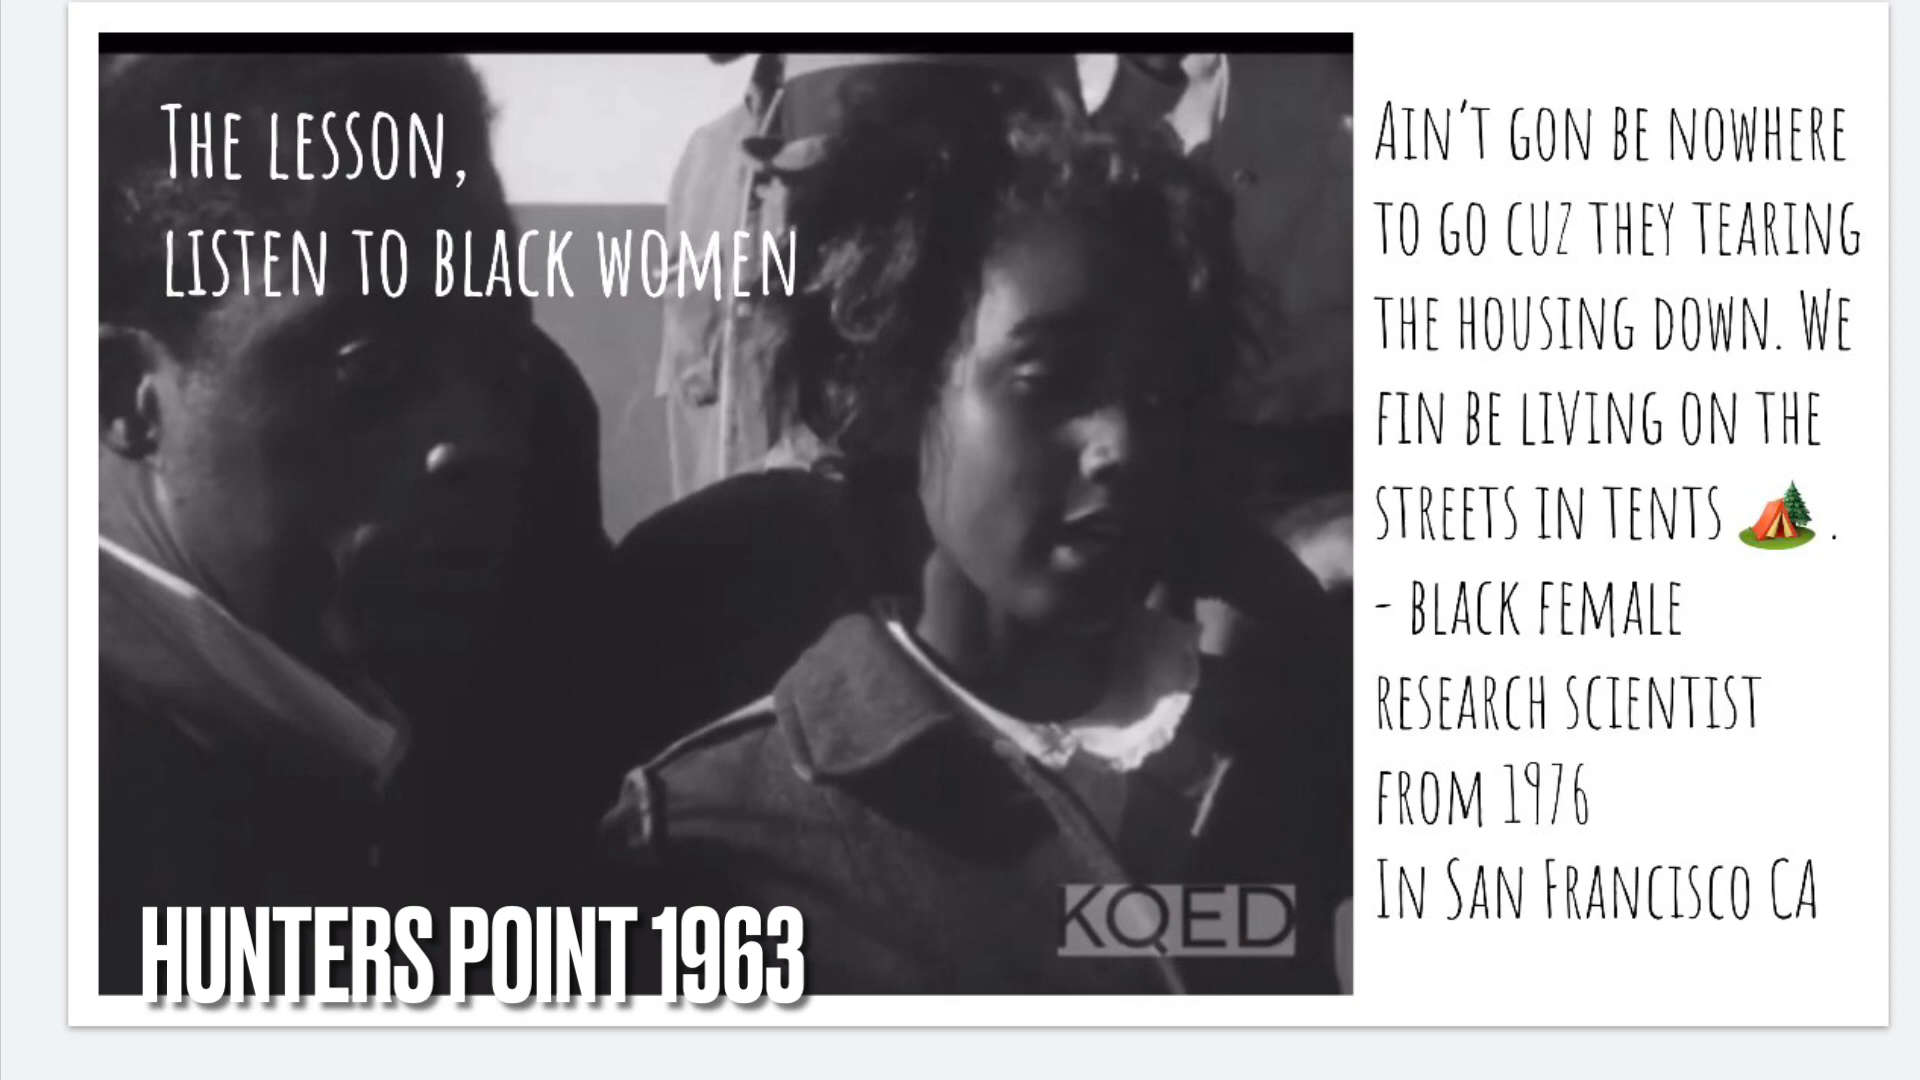 The lesson,
listen to black women
Hunters Point 1963
KQED
Ain't gon be nowhere
to go cuz they tearing
the housing down. We
fin be living on the
streets in tents 🏕️ .
- black female
research scientist
from 1976
In San Francisco CA